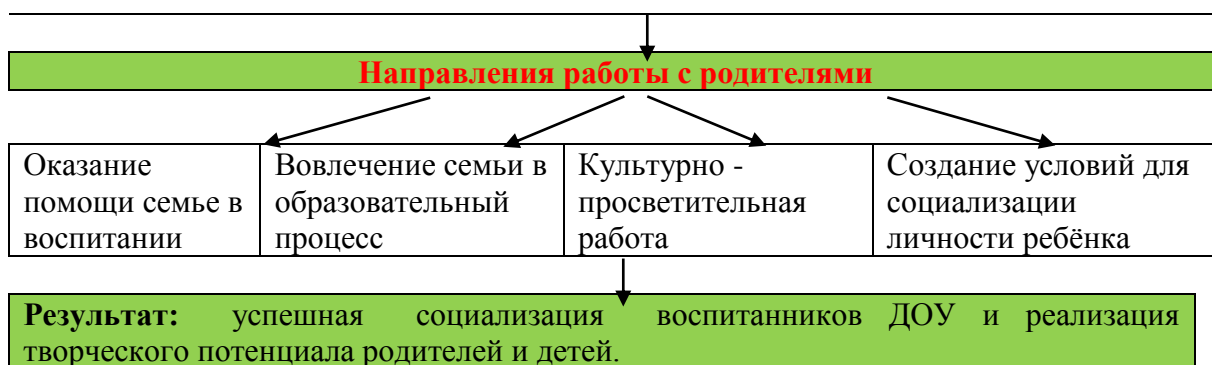 Направления работы с родителями
Оказание
помощи семье в
воспитании
Вовлечение семьи в
образовательный
процесс
Культурно -
просветительная
работа
Создание условий для
социализации
личности ребёнка
Результат: успешная социализация воспитанников ДОУ и реализация
творческого потенциала родителей и детей.